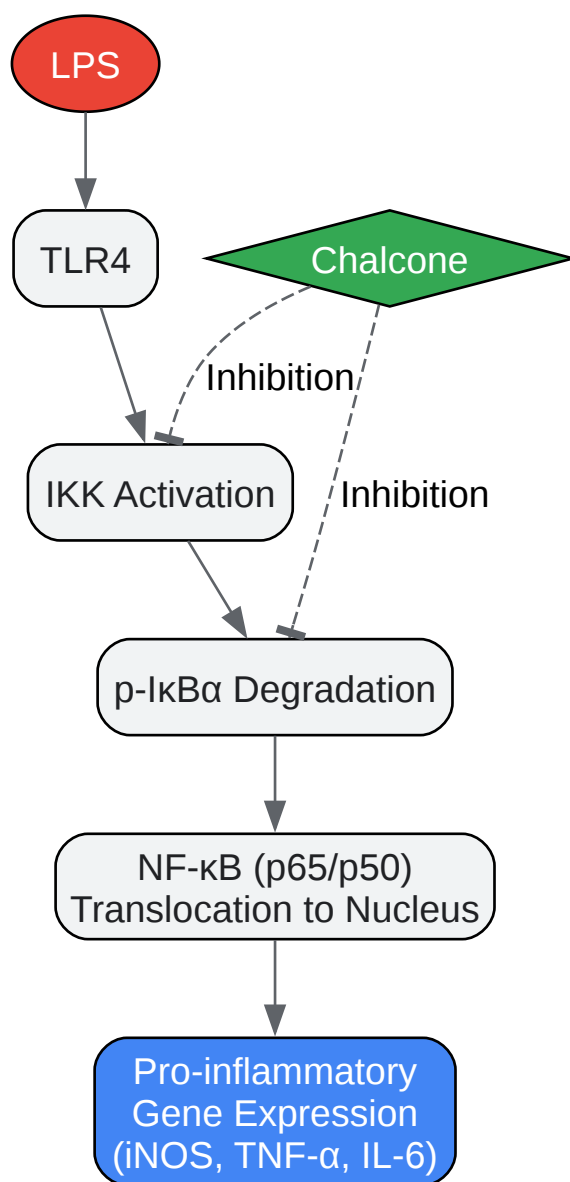 LPS
TLR4
Chalcone
Inhibition
IKK Activation
Inhibition
p-IκBα Degradation
NF-κB (p65/p50)
Translocation to Nucleus
Pro-inflammatory
Gene Expression
(iNOS, TNF-α, IL-6)